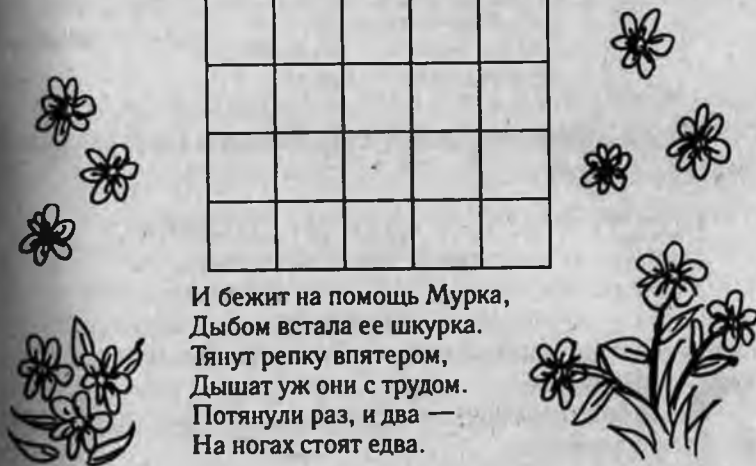 И бежит на помощь Мурка,
Дыбом встала ее шкурка.
Тянут репку впятером,
Дышат уж они с трудом.
Потянули раз, и два —
На ногах стоят едва.